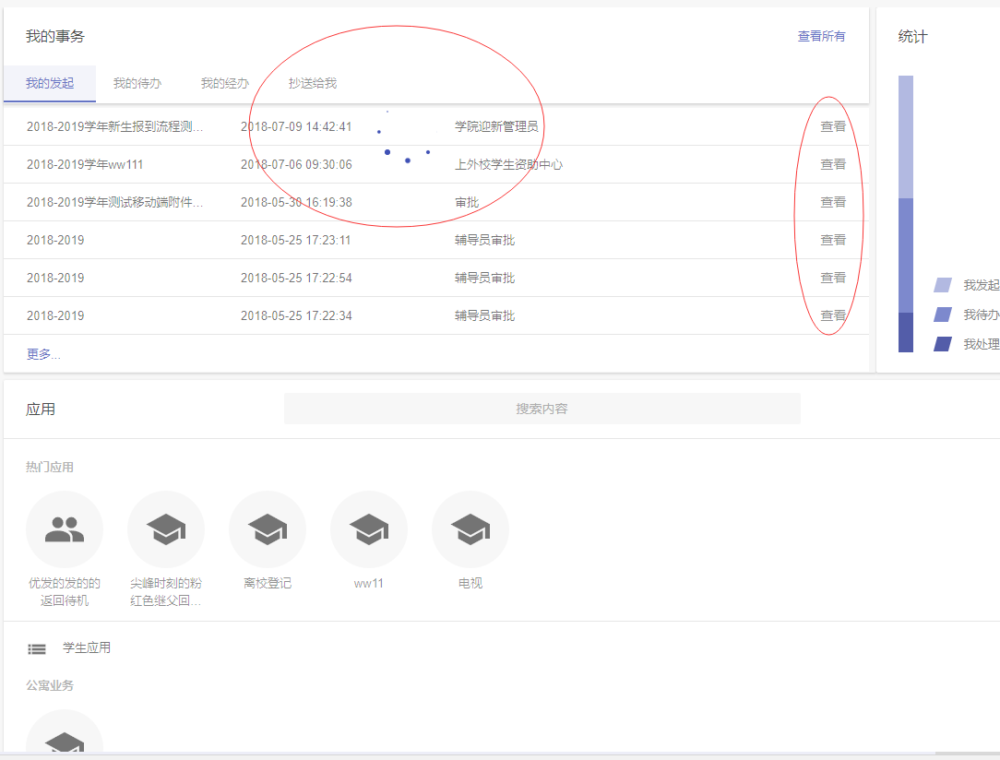 我的事务 查看所有 统计
我的发起 我的待办 我的经办 抄送给我
2018-2019学年新生报到流程测... 2018-07-09 14:42:41 学院迎新管理员 查看
2018-2019学年ww111 2018-07-06 09:30:06 上外校学生资助中心 查看
2018-2019学年测试移动端附件... 2018-05-30 16:19:38 审批 查看
2018-2019 2018-05-25 17:23:11 辅导员审批 查看
2018-2019 2018-05-25 17:22:54 辅导员审批 查看
2018-2019 2018-05-25 17:22:34 辅导员审批 查看
更多...
我发起
我待办
我处理
应用 搜索内容
热门应用
优发的发的的
返回待机
尖峰时刻的粉
红色继父回...
离校登记
ww11
电视
学生应用
公寓业务